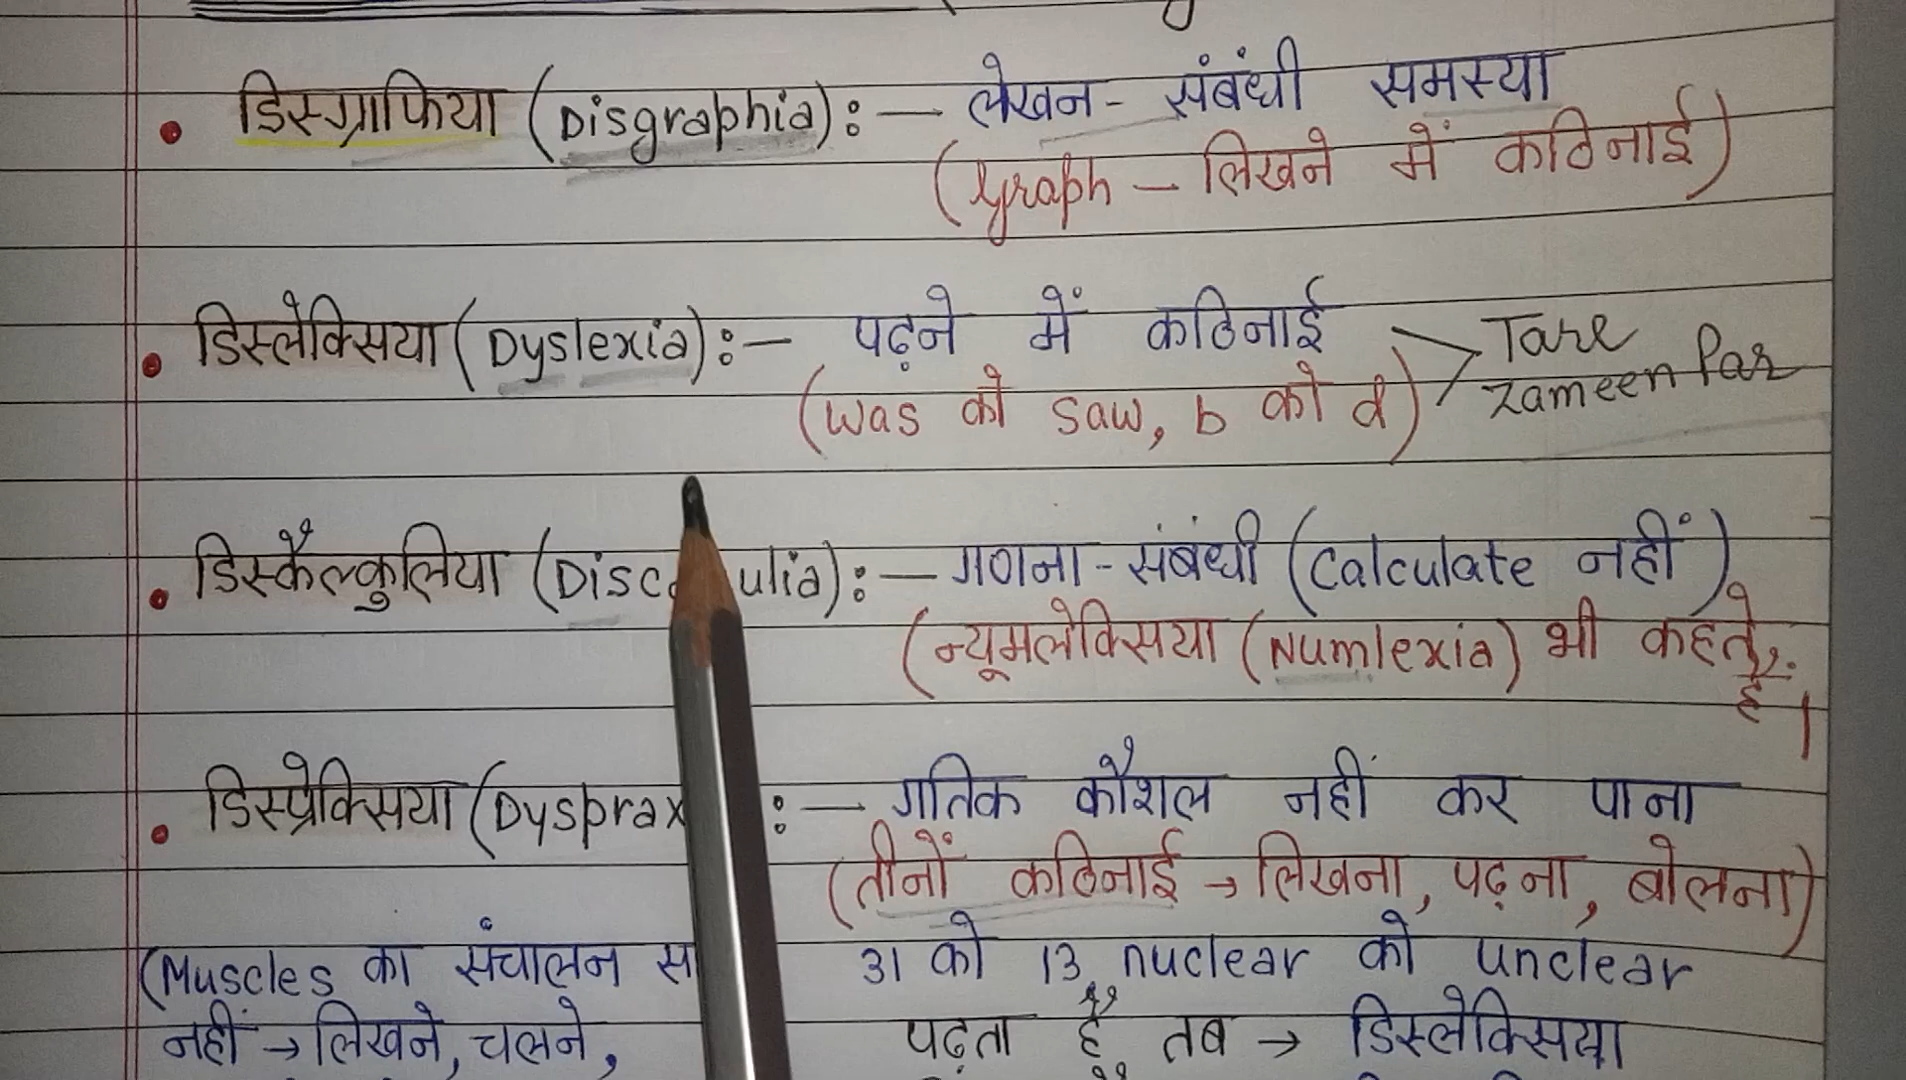 डिस्ग्राफिया (Disgraphia):— लेखन - संबंधी समस्या
(Graph — लिखने में कठिनाई)
डिस्लेक्सिया (Dyslexia):— पढ़ने में कठिनाई > Tare
zameen Par
(was को saw, b को d)
डिस्कैल्कुलिया (Disc ulia):— गणना - संबंधी (Calculate नहीं)
(न्यूमलेक्सिया (Numlexia) भी कहते
है।
डिस्प्रेक्सिया (Dysprax :— गतिक कौशल नहीं कर पाना
(तीनों कठिनाई → लिखना, पढ़ना, बोलना)
(Muscles का संचालन 31 को 13, nuclear को unclear
नहीं → लिखने, चलने, पढ़ता है, तब → डिस्लेक्सिया